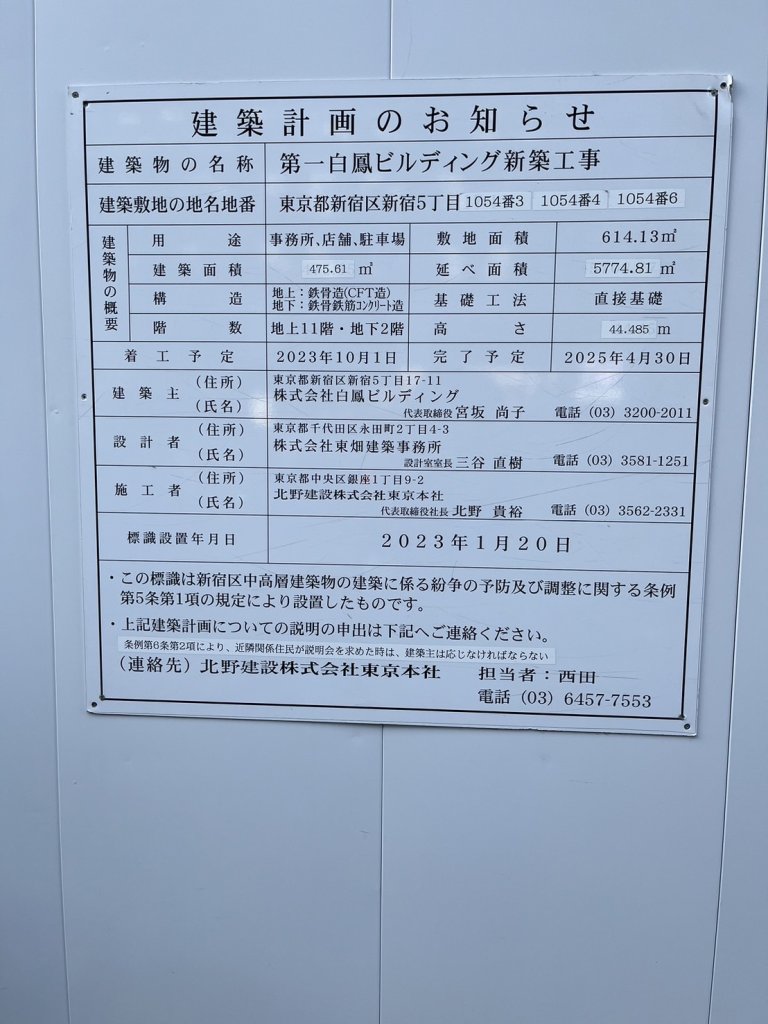 建築計画のお知らせ
建築物の名称 第一白鳳ビルディング新築工事
建築敷地の地名地番 東京都新宿区新宿5丁目 1054番3 1054番4 1054番6
建築物の概要
用途 事務所、店舗、駐車場 敷地面積 614.13㎡
建築面積 475.61 ㎡ 延べ面積 5774.81 ㎡
構造 地上：鉄骨造(CFT造) 基礎工法 直接基礎
地下：鉄骨鉄筋コンクリート造
階数 地上11階・地下2階 高さ 44.485 m
着工予定 2023年10月1日 完了予定 2025年4月30日
建築主 (住所) 東京都新宿区新宿5丁目17-11
(氏名) 株式会社白鳳ビルディング
代表取締役 宮坂 尚子 電話 (03) 3200-2011
設計者 (住所) 東京都千代田区永田町2丁目4-3
(氏名) 株式会社東畑建築事務所
設計室室長 三谷 直樹 電話 (03) 3581-1251
施工者 (住所) 東京都中央区銀座1丁目9-2
(氏名) 北野建設株式会社東京本社
代表取締役社長 北野 貴裕 電話 (03) 3562-2331
標識設置年月日 2023年1月20日
・この標識は新宿区中高層建築物の建築に係る紛争の予防及び調整に関する条例
第5条第1項の規定により設置したものです。
・上記建築計画についての説明の申出は下記へご連絡ください。
条例第6条第2項により、近隣関係住民が説明会を求めた時は、建築主は応じなければならない
(連絡先) 北野建設株式会社東京本社 担当者：西田
電話 (03) 6457-7553